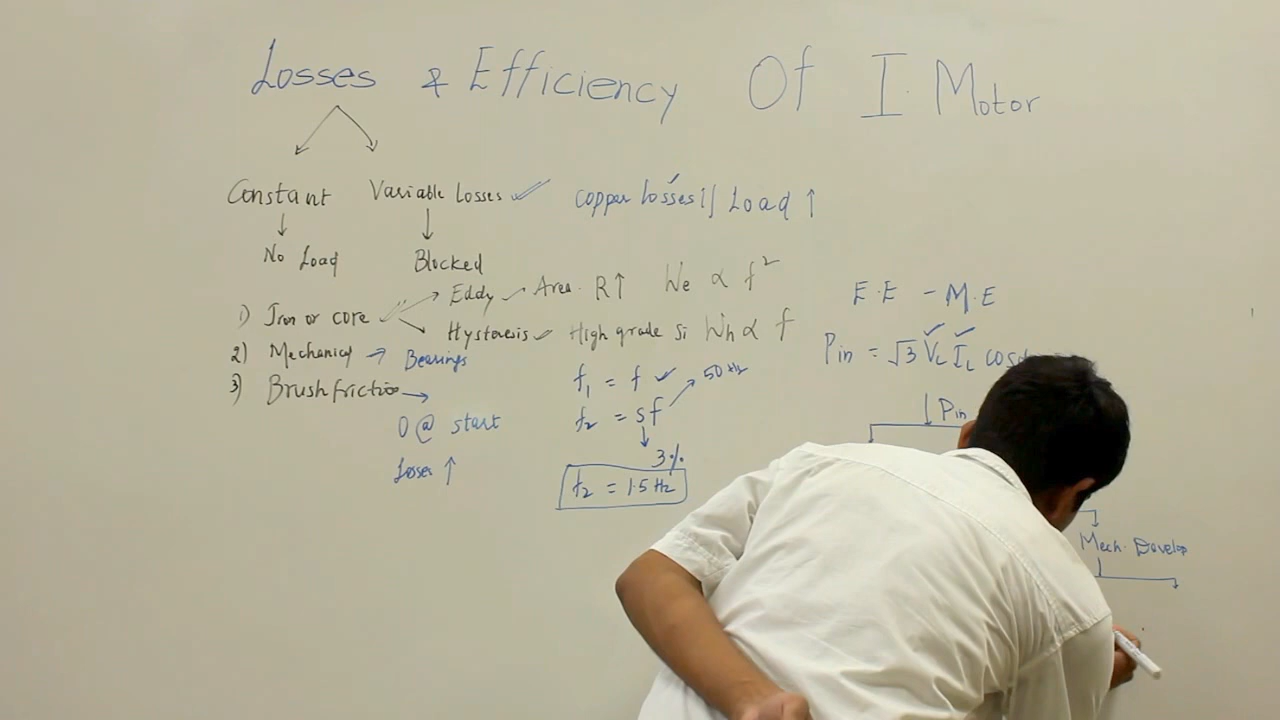 Losses & Efficiency Of I. Motor
Constant Variable Losses ✓ Copper losses ✓ // Load ↑
No Load Blocked
Eddy Area. R↑ We ∝ f²
1) Iron or core
Hysteresis ✓ High grade Si Wh ∝ f
2) Mechanical → Bearings
3) Brush friction →
0 @ start
Losses ↑
f₁ = f ✓
f₂ = sf 50 Hz
3%
f₂ = 1.5 Hz
E.E - M.E
Pin = √3 VL IL
Pin
Mech. Develop